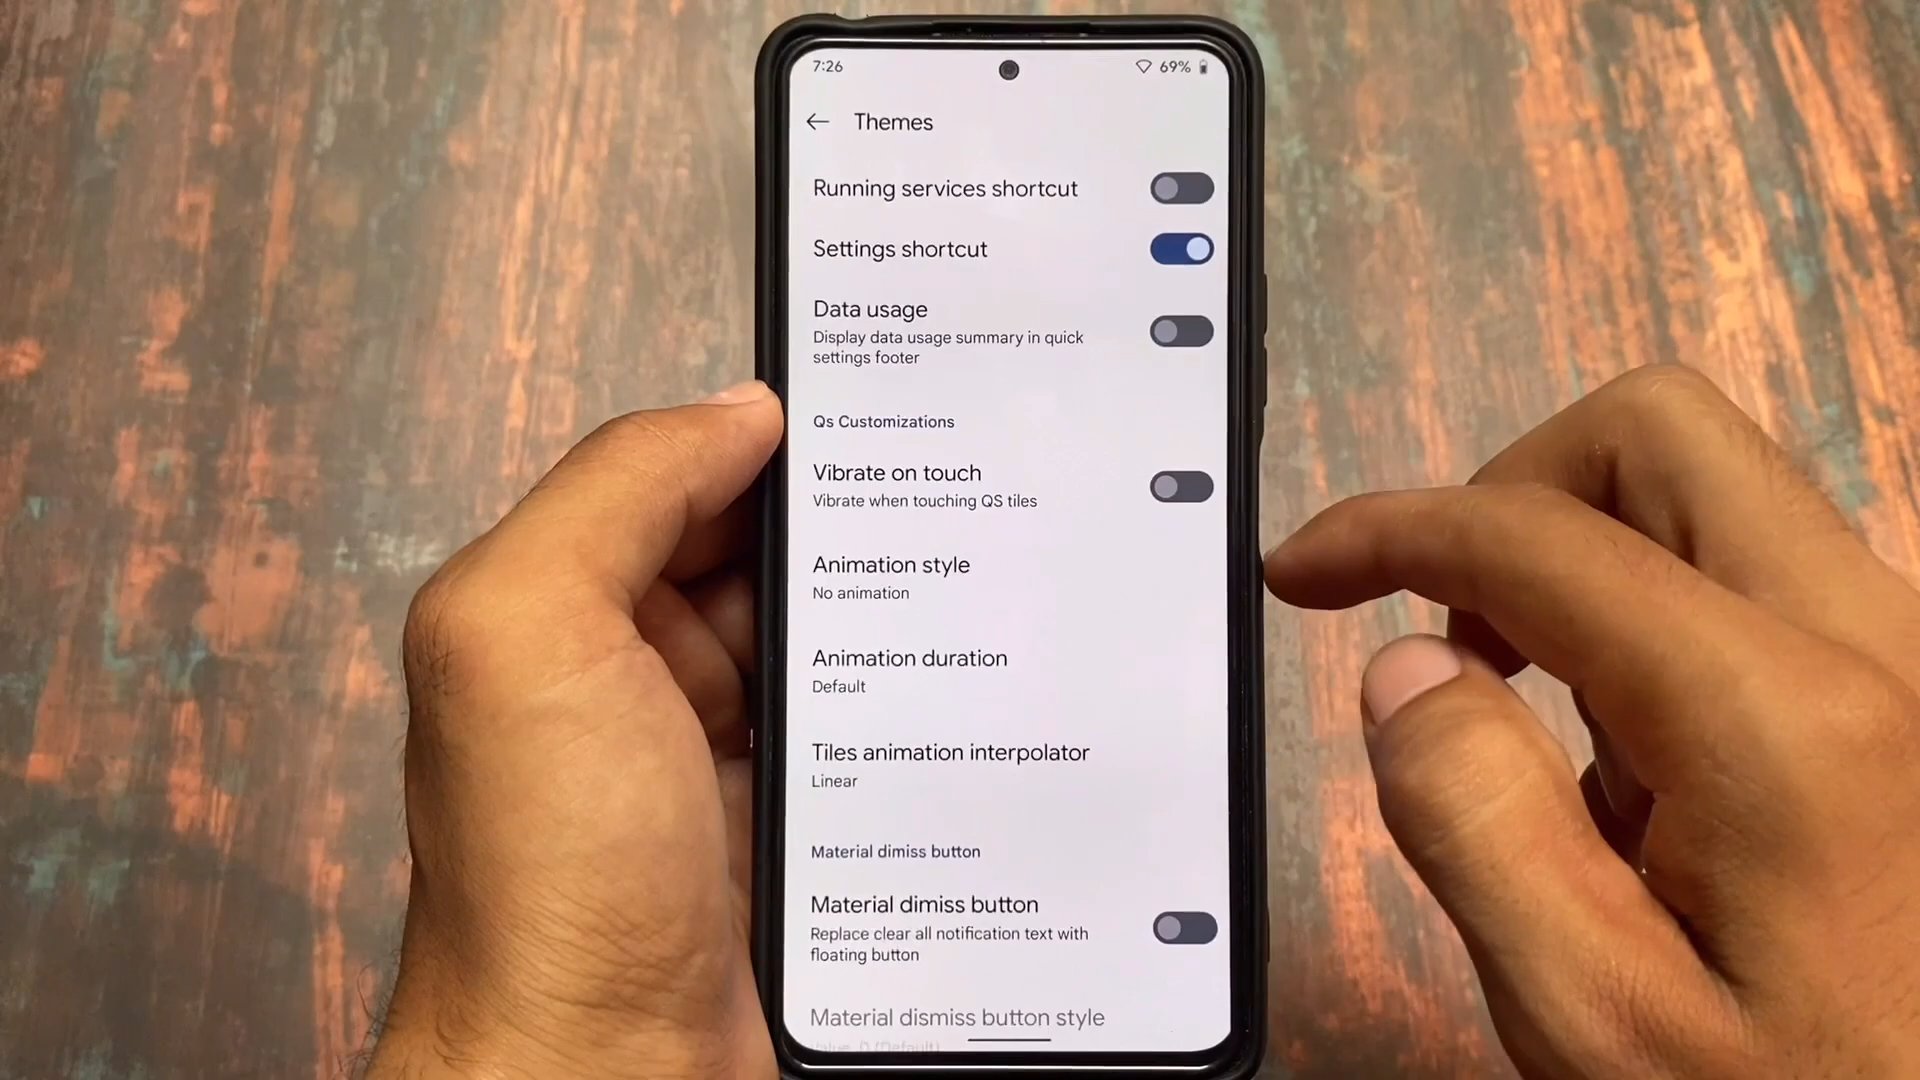 7:26
69%
Themes
Running services shortcut
Settings shortcut
Data usage
Display data usage summary in quick
settings footer
Qs Customizations
Vibrate on touch
Vibrate when touching QS tiles
Animation style
No animation
Animation duration
Default
Tiles animation interpolator
Linear
Material dimiss button
Material dimiss button
Replace clear all notification text with
floating button
Material dismiss button style
Value, 0 (Default)